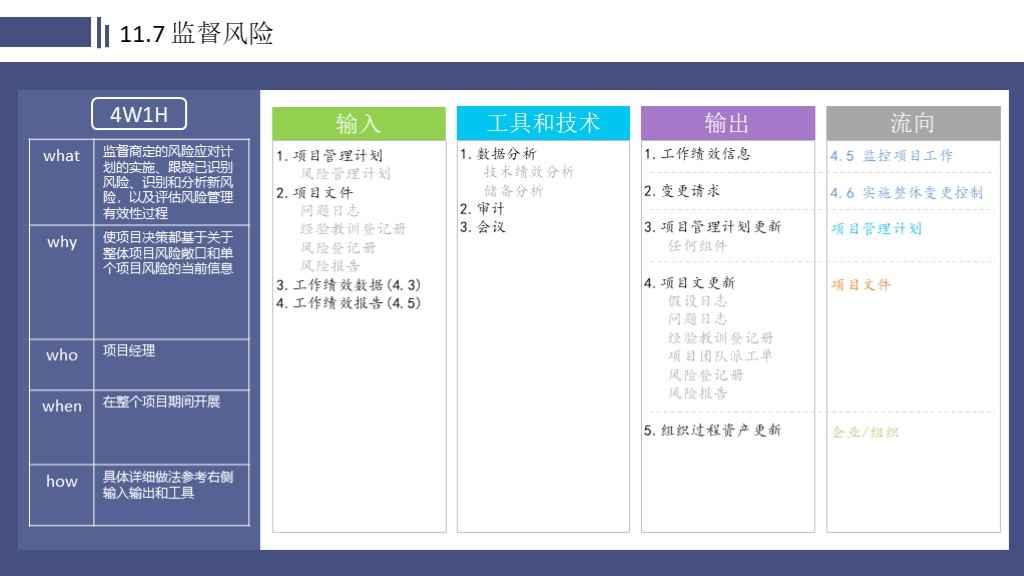 11.7 监督风险
4W1H
what
监督商定的风险应对计
划的实施、跟踪已识别
风险、识别和分析新风
险，以及评估风险管理
有效性过程
why
使项目决策都基于关于
整体项目风险敞口和单
个项目风险的当前信息
who
项目经理
when
在整个项目期间开展
how
具体详细做法参考右侧
输入输出和工具
输入
1.项目管理计划
风险管理计划
2.项目文件
问题日志
经验教训登记册
风险登记册
风险报告
3.工作绩效数据(4.3)
4.工作绩效报告(4.5)
工具和技术
1.数据分析
技术绩效分析
储备分析
2.审计
3.会议
输出
1.工作绩效信息
2.变更请求
3.项目管理计划更新
任何组件
4.项目文更新
假设日志
问题日志
经验教训登记册
项目团队派工单
风险登记册
风险报告
5.组织过程资产更新
流向
4.5 监控项目工作
4.6 实施整体变更控制
项目管理计划
项目文件
企业/组织